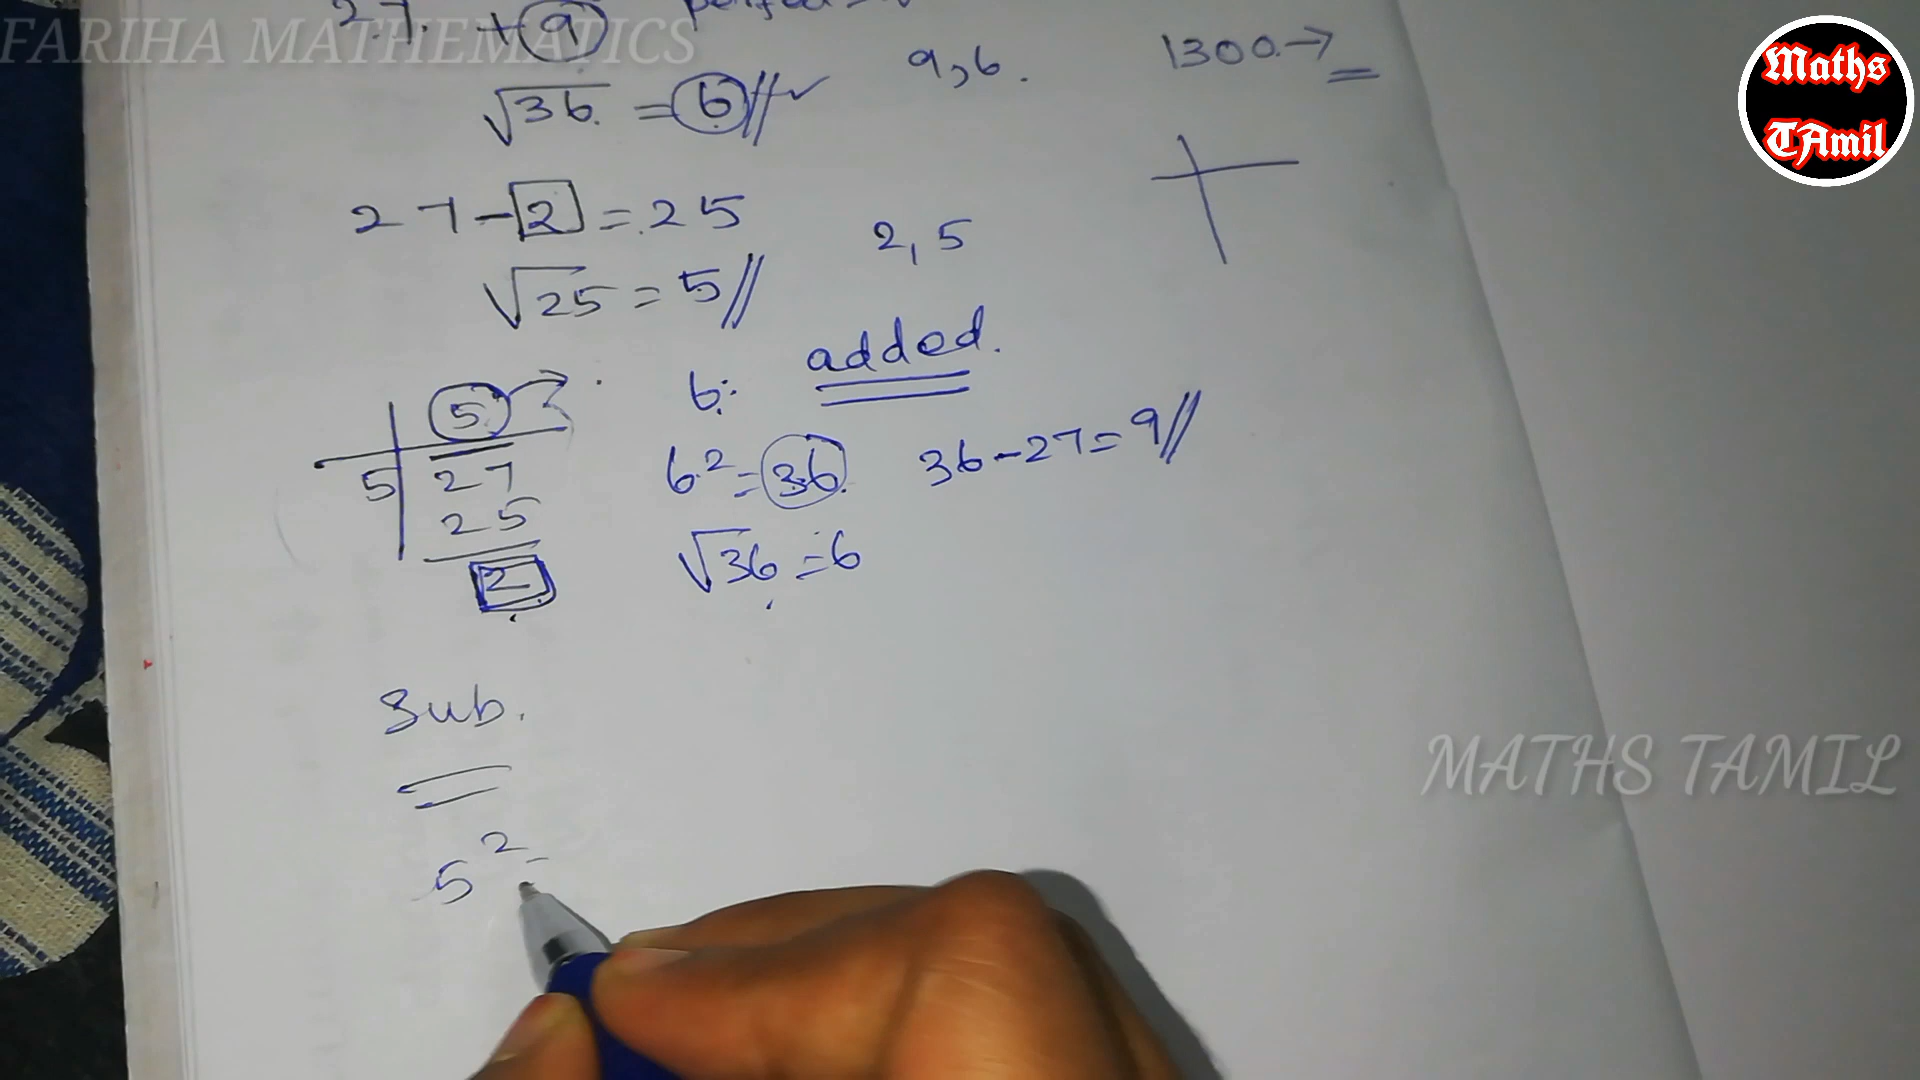 FARIHA MATHEMATICS
27. + 9
√36. = 6 // ✓
9,6.
1300. →
Maths
TAmil
27 - 2 = 25
√25 = 5 //
2, 5
added.
5
5 27
25
2
6:
6² = 36.
36 - 27 = 9 //
√36 = 6
Sub.
MATHS TAMIL
5² =